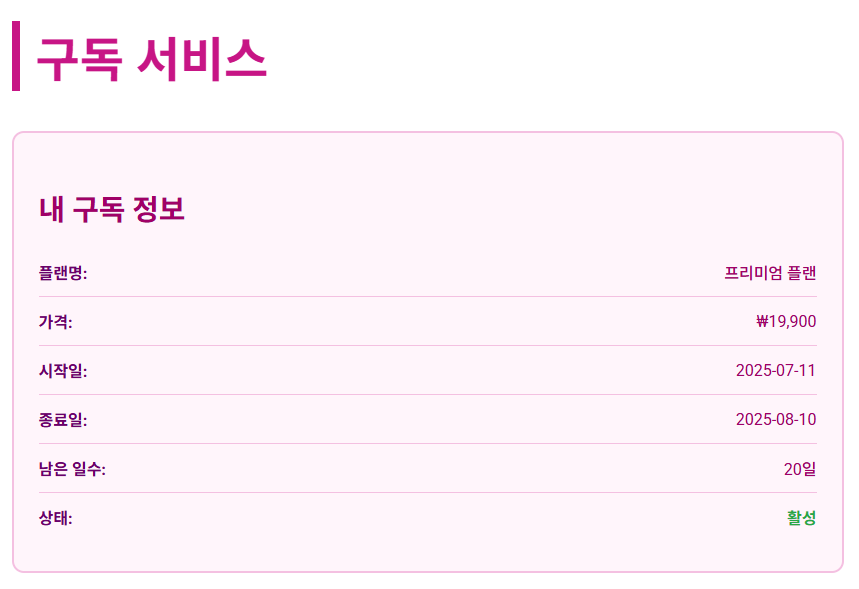 구독 서비스
내 구독 정보
플랜명: 프리미엄 플랜
가격: ₩19,900
시작일: 2025-07-11
종료일: 2025-08-10
남은 일수: 20일
상태: 활성